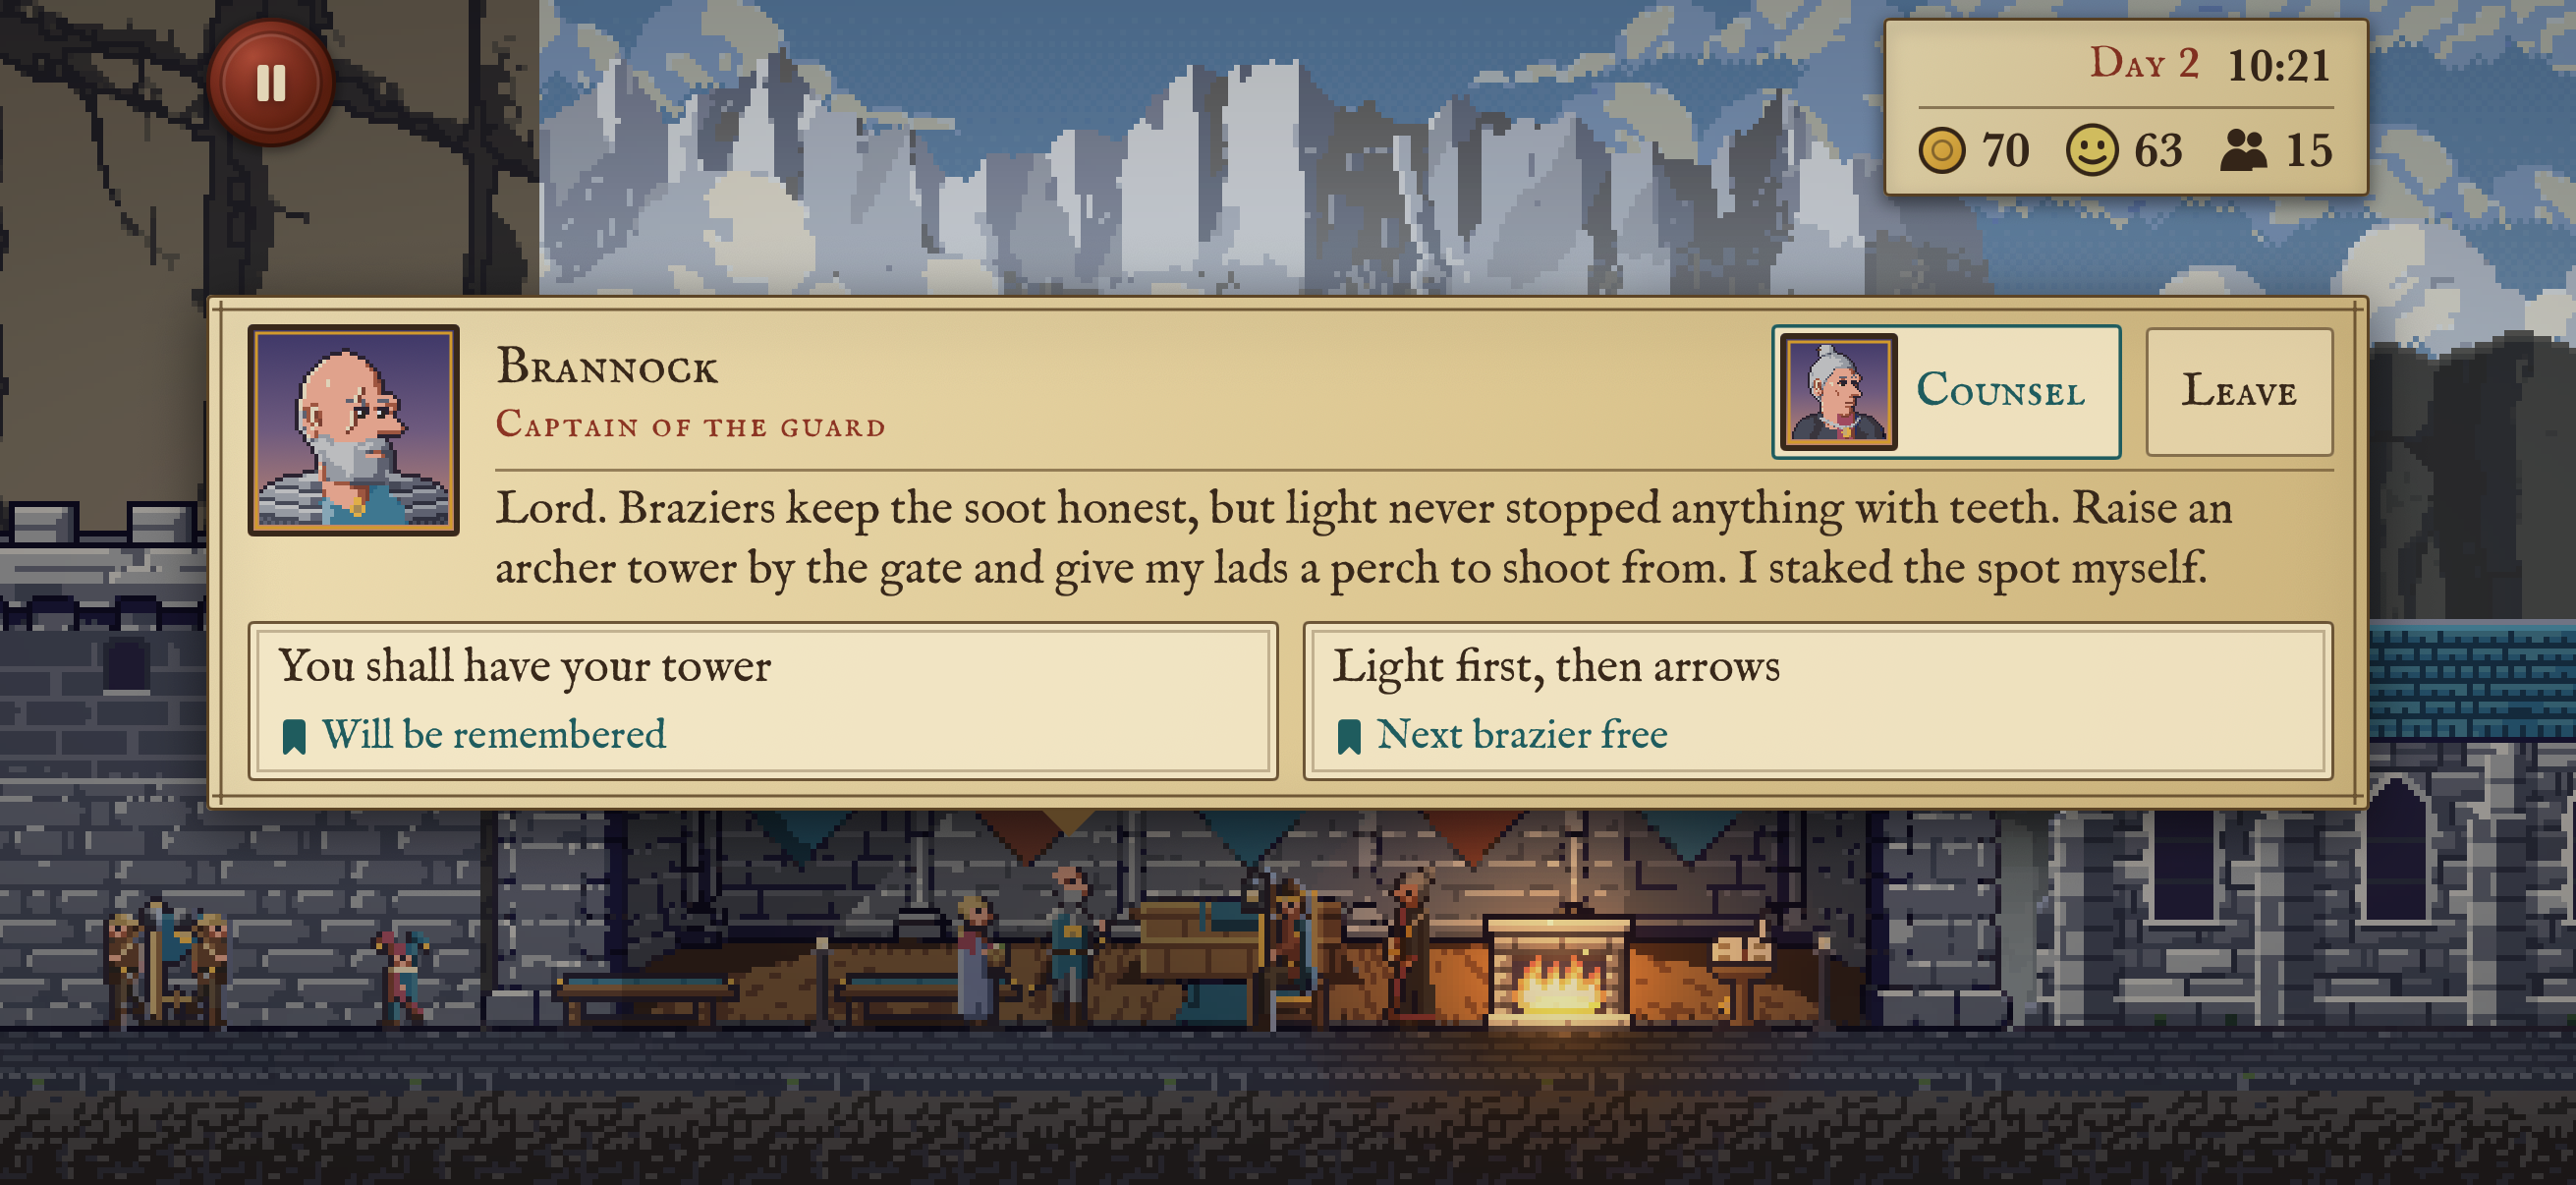 Day 2 10:21
70 63 15
Brannock
Captain of the guard
Counsel
Leave
Lord. Braziers keep the soot honest, but light never stopped anything with teeth. Raise an
archer tower by the gate and give my lads a perch to shoot from. I staked the spot myself.
You shall have your tower
Will be remembered
Light first, then arrows
Next brazier free